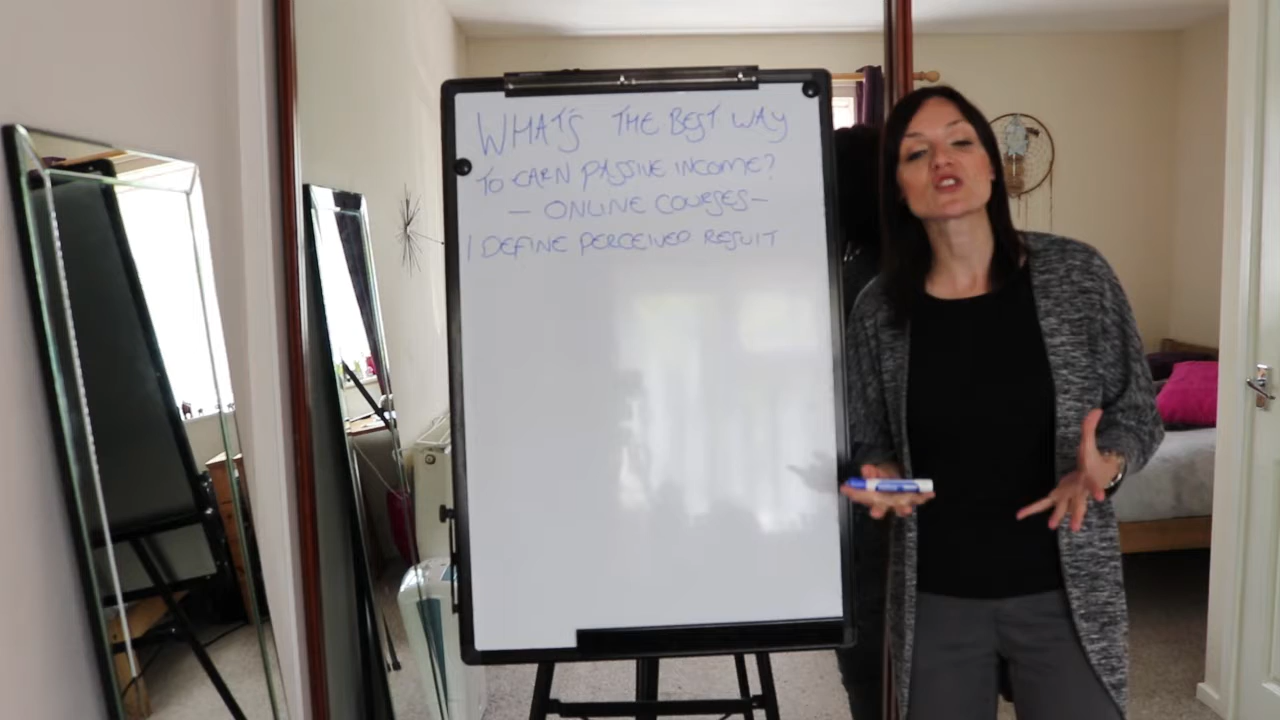 WHAT'S THE BEST WAY
TO EARN PASSIVE INCOME?
- ONLINE COURSES-
1 DEFINE PERCEIVED RESULT